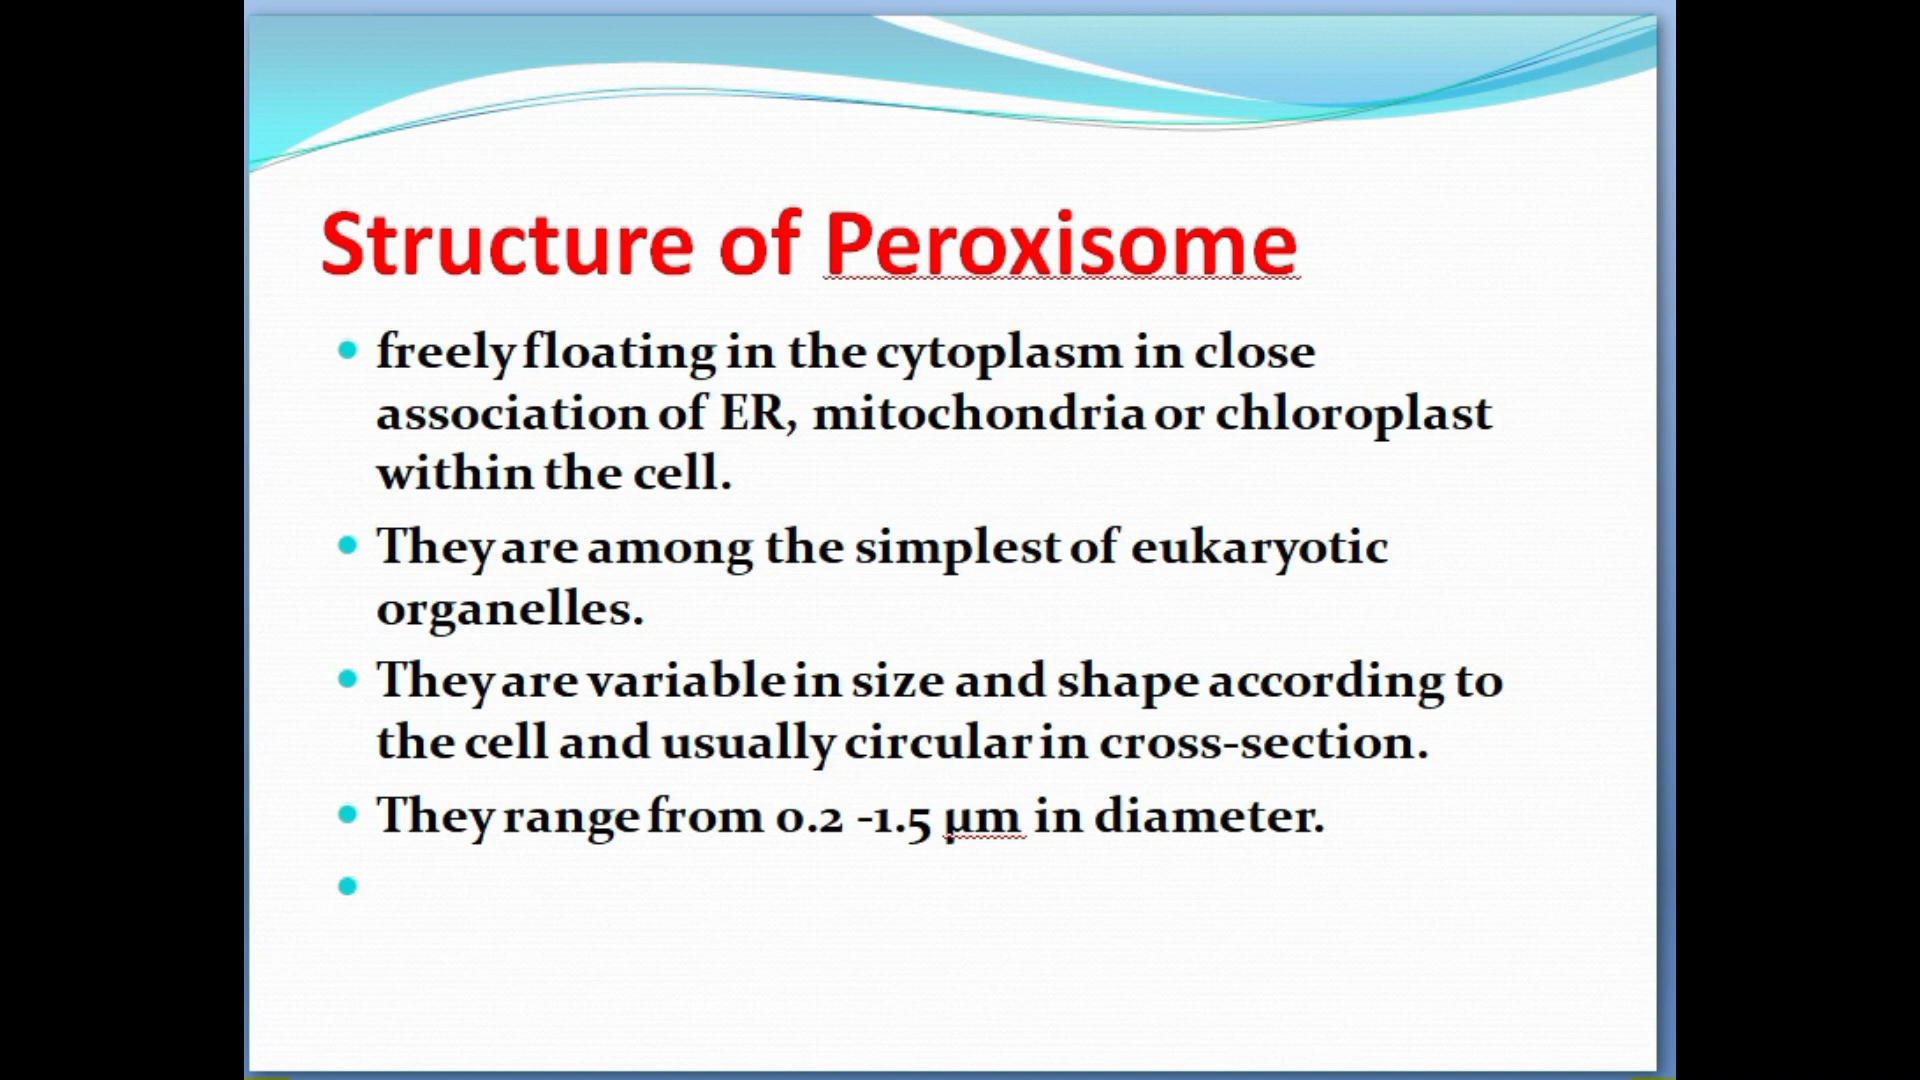 Structure of Peroxisome
freely floating in the cytoplasm in close
association of ER, mitochondria or chloroplast
within the cell.
They are among the simplest of eukaryotic
organelles.
They are variable in size and shape according to
the cell and usually circular in cross-section.
They range from 0.2 -1.5 μm in diameter.